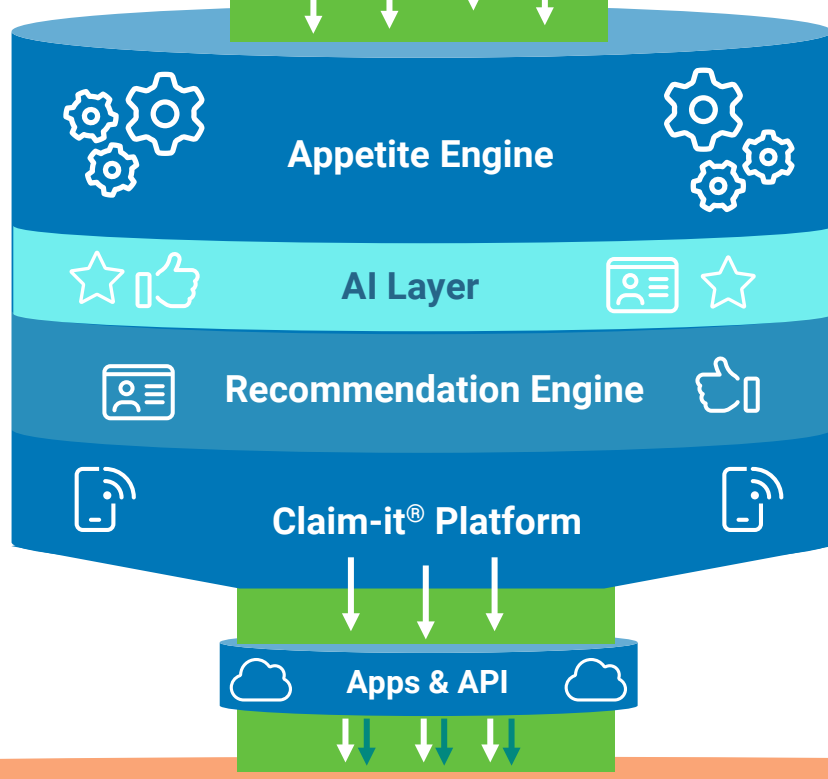 Appetite Engine
AI Layer
Recommendation Engine
Claim-it® Platform
Apps & API